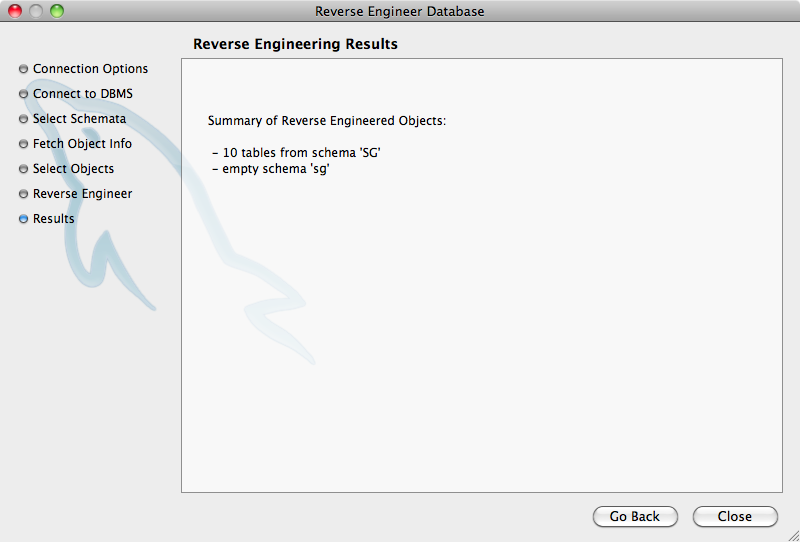 Reverse Engineer Database
Reverse Engineering Results
Connection Options
Connect to DBMS
Select Schemata
Fetch Object Info
Select Objects
Reverse Engineer
Results
Summary of Reverse Engineered Objects:
- 10 tables from schema 'SG'
- empty schema 'sg'
Go Back
Close